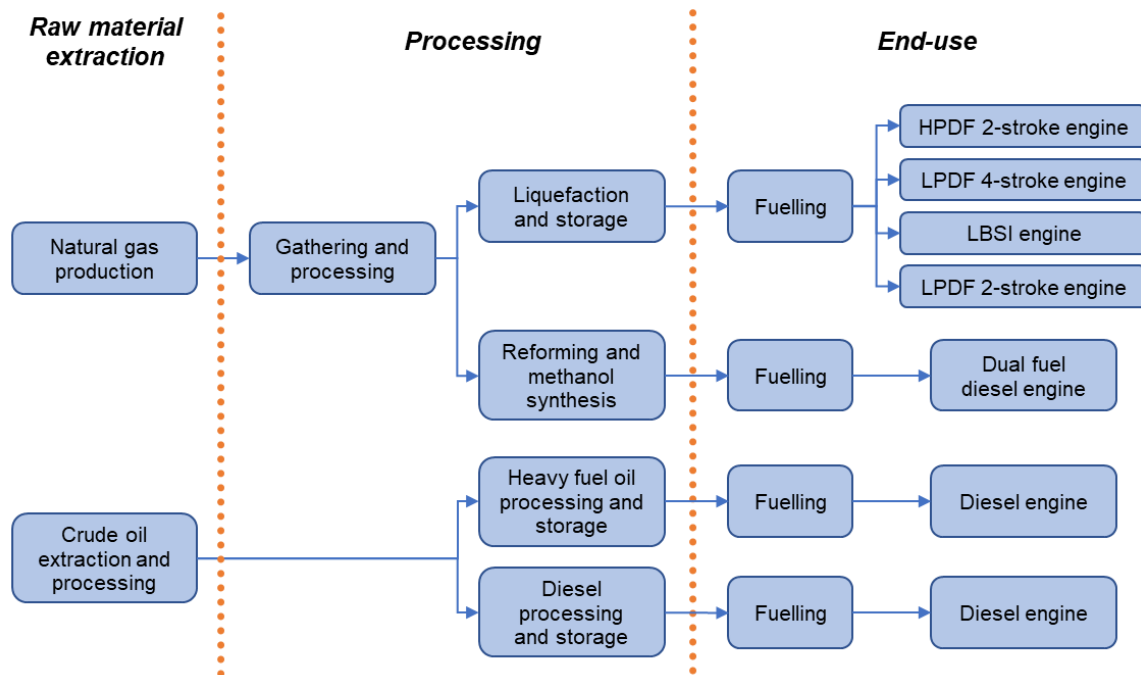 Raw material
extraction
Processing
End-use
Natural gas
production
Gathering and
processing
Liquefaction
and storage
Fuelling
HPDF 2-stroke engine
LPDF 4-stroke engine
LBSI engine
LPDF 2-stroke engine
Reforming and
methanol
synthesis
Fuelling
Dual fuel
diesel engine
Crude oil
extraction and
processing
Heavy fuel oil
processing and
storage
Fuelling
Diesel engine
Diesel
processing
and storage
Fuelling
Diesel engine